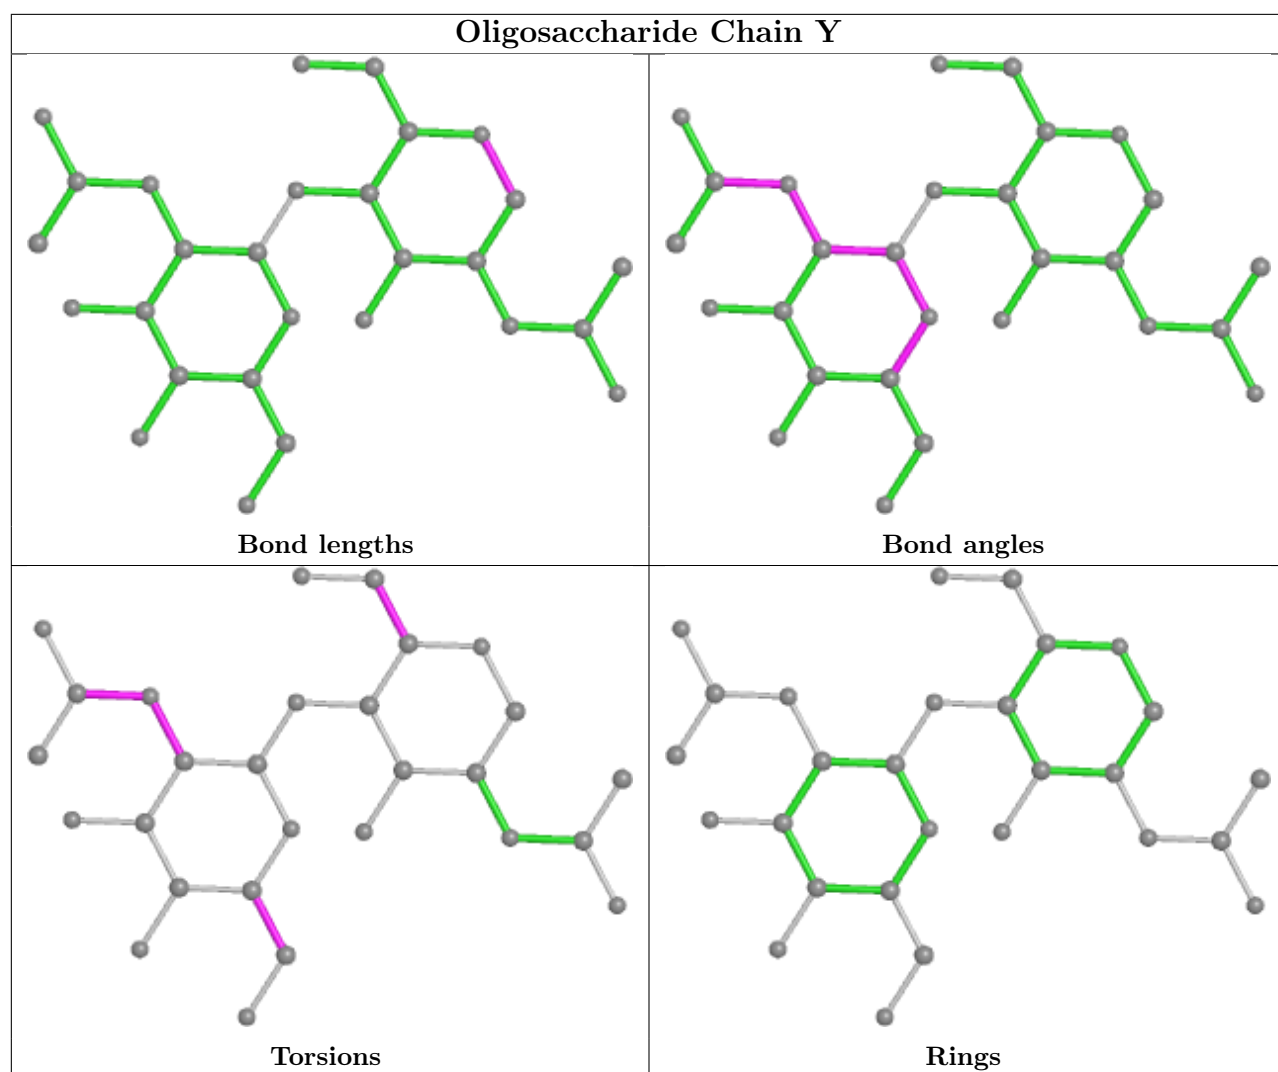 Oligosaccharide Chain Y
Bond lengths
Bond angles
Torsions
Rings